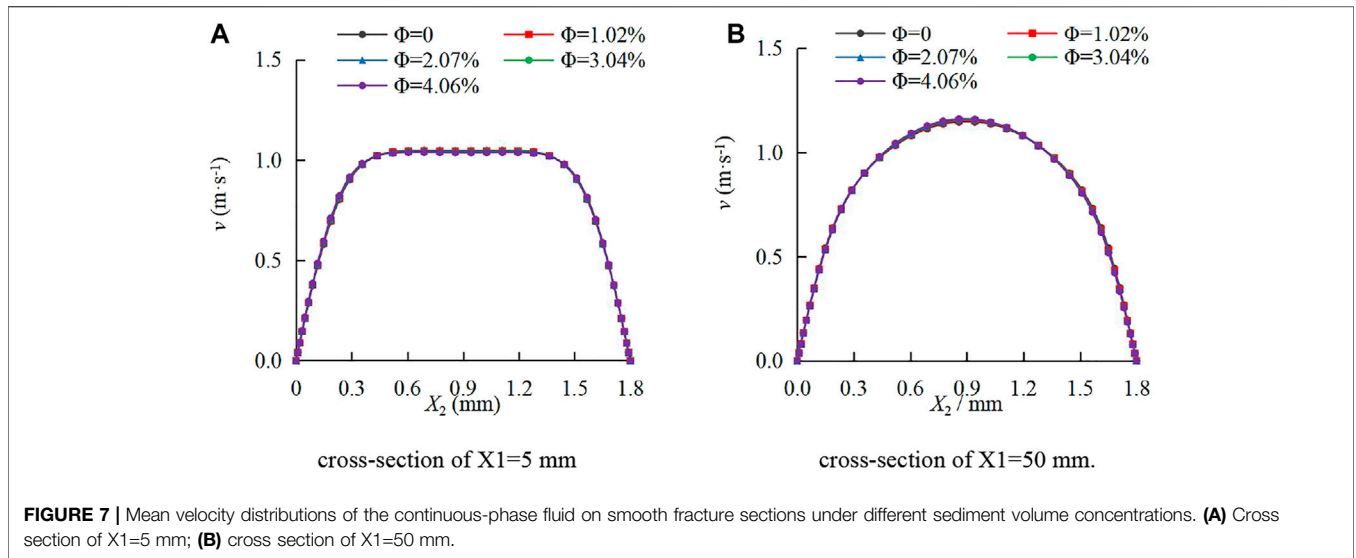 A
Φ=0
Φ=1.02%
Φ=2.07%
Φ=3.04%
Φ=4.06%
1.5
1.0
0.5
0.0
v (m·s-1)
0 0.3 0.6 0.9 1.2 1.5 1.8
X2 (mm)
cross-section of X1=5 mm
B
Φ=0
Φ=1.02%
Φ=2.07%
Φ=3.04%
Φ=4.06%
1.5
1.0
0.5
0.0
v (m·s-1)
0.0 0.3 0.6 0.9 1.2 1.5 1.8
X2 / mm
cross-section of X1=50 mm.
FIGURE 7 | Mean velocity distributions of the continuous-phase fluid on smooth fracture sections under different sediment volume concentrations. (A) Cross
section of X1=5 mm; (B) cross section of X1=50 mm.